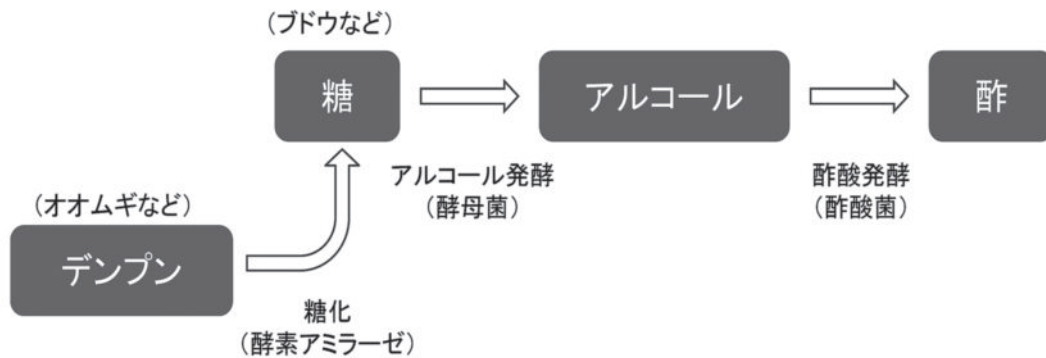 （ブドウなど）
糖
アルコール
酢
アルコール発酵
（酵母菌）
酢酸発酵
（酢酸菌）
（オオムギなど）
デンプン
糖化
（酵素アミラーゼ）